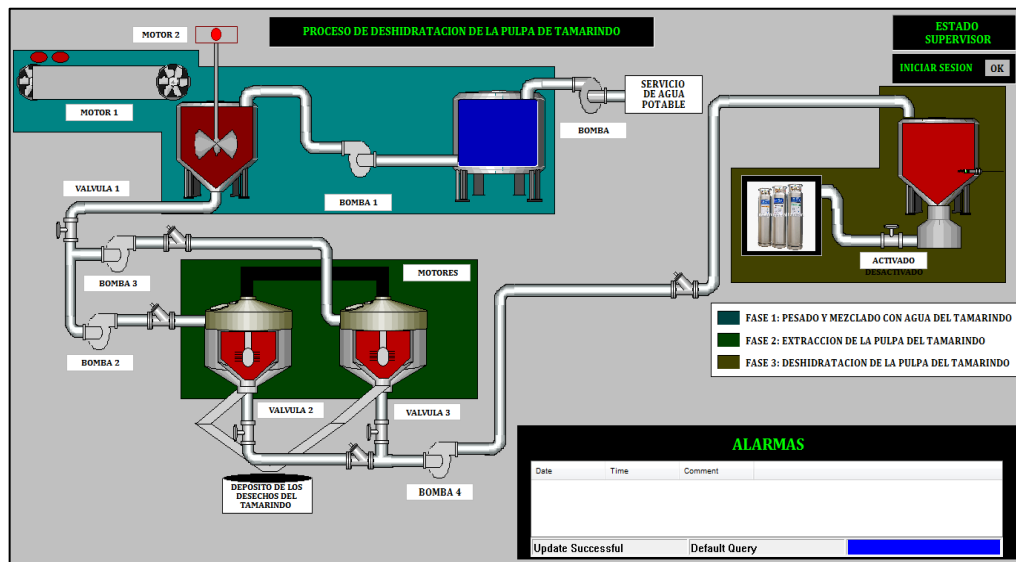 MOTOR 2
PROCESO DE DESHIDRATACION DE LA PULPA DE TAMARINDO
ESTADO
SUPERVISOR
INICIAR SESION
OK
MOTOR 1
SERVICIO
DE AGUA
POTABLE
BOMBA
VALVULA 1
BOMBA 1
BOMBA 3
MOTORES
ACTIVADO
DESACTIVADO
BOMBA 2
FASE 1: PESADO Y MEZCLADO CON AGUA DEL TAMARINDO
FASE 2: EXTRACCION DE LA PULPA DEL TAMARINDO
FASE 3: DESHIDRATACION DE LA PULPA DEL TAMARINDO
VALVULA 2
VALVULA 3
BOMBA 4
DEPOSITO DE LOS
DESECHOS DEL
TAMARINDO
ALARMAS
Date Time Comment
Update Successful Default Query